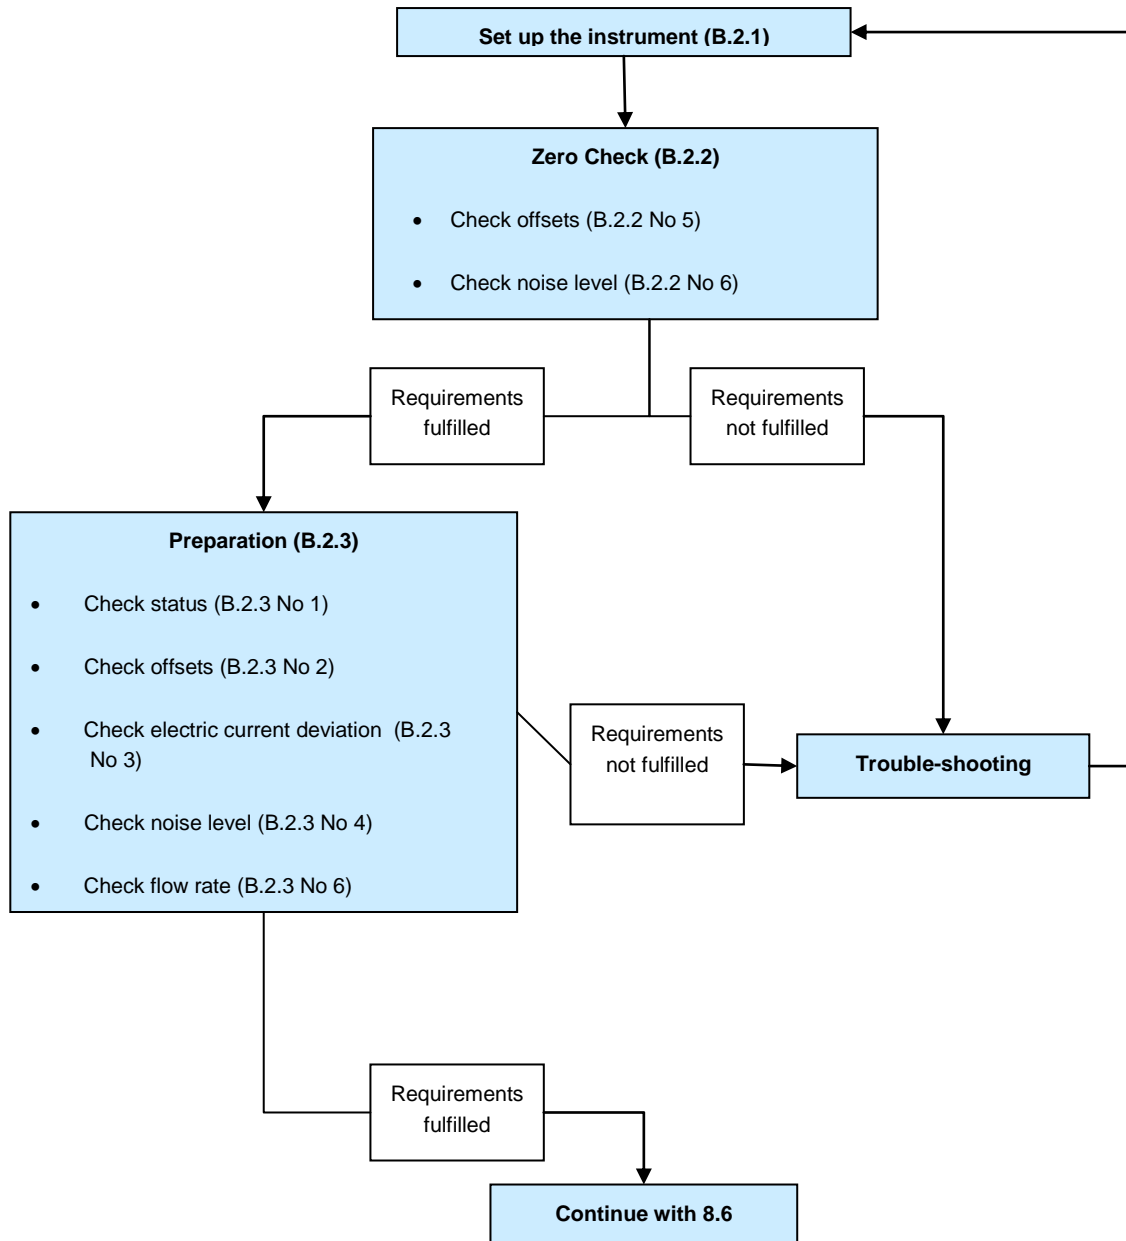 Set up the instrument (B.2.1)
Zero Check (B.2.2)
• Check offsets (B.2.2 No 5)
• Check noise level (B.2.2 No 6)
Requirements
fulfilled
Requirements
not fulfilled
Preparation (B.2.3)
• Check status (B.2.3 No 1)
• Check offsets (B.2.3 No 2)
• Check electric current deviation (B.2.3
No 3)
• Check noise level (B.2.3 No 4)
• Check flow rate (B.2.3 No 6)
Requirements
not fulfilled
Trouble-shooting
Requirements
fulfilled
Continue with 8.6